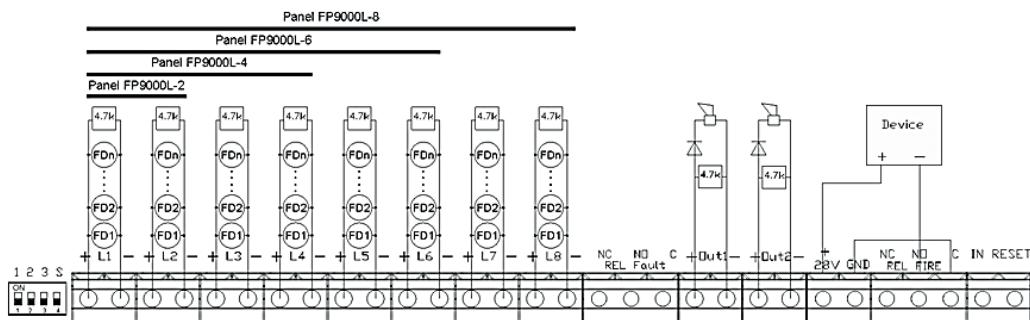 Panel FP9000L-8
Panel FP9000L-6
Panel FP9000L-4
Panel FP9000L-2
4.7k 4.7k 4.7k 4.7k 4.7k 4.7k 4.7k 4.7k
Device
+ −
FDn FDn FDn FDn FDn FDn FDn FDn
4.7k 4.7k
FD2 FD2 FD2 FD2 FD2 FD2 FD2 FD2
FD1 FD1 FD1 FD1 FD1 FD1 FD1 FD1
+ L1 − + L2 − + L3 − + L4 − + L5 − + L6 − + L7 − + L8 − NC NO C + Out1 − + Out2 − + NC NO C IN RESET
REL Fault 28V GND REL FIRE
1 2 3 S
ON
1 2 3 4